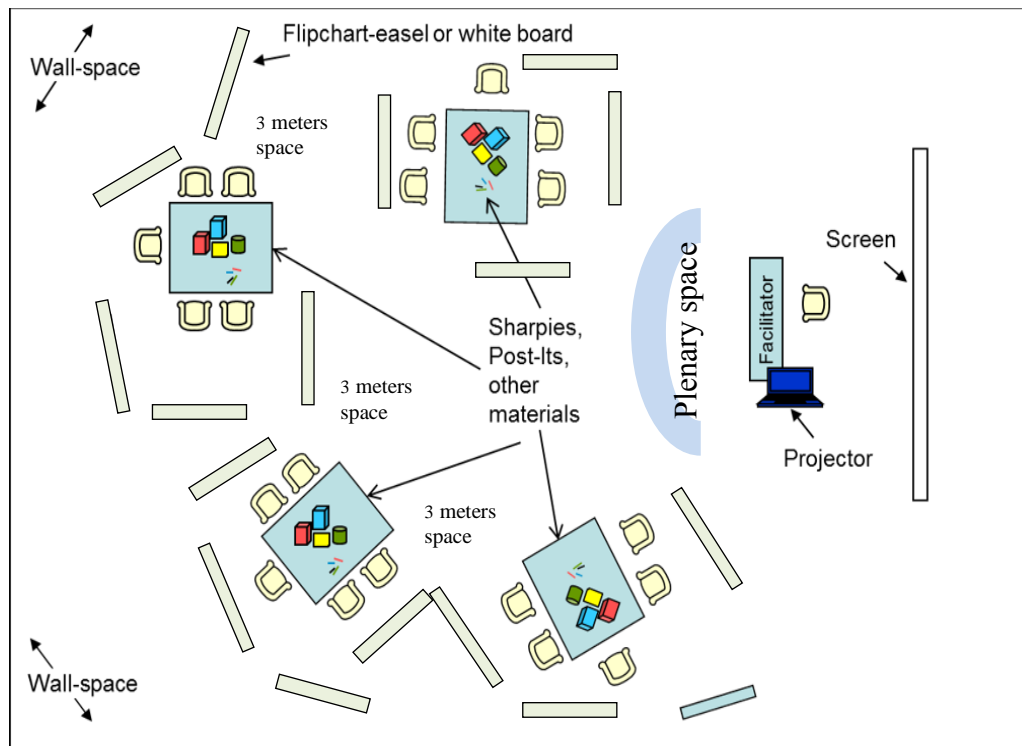 Flipchart-easel or white board
Wall-space
3 meters
space
Screen
Plenary space
Facilitator
Sharpies,
Post-Its,
other
materials
3 meters
space
Projector
3 meters
space
Wall-space